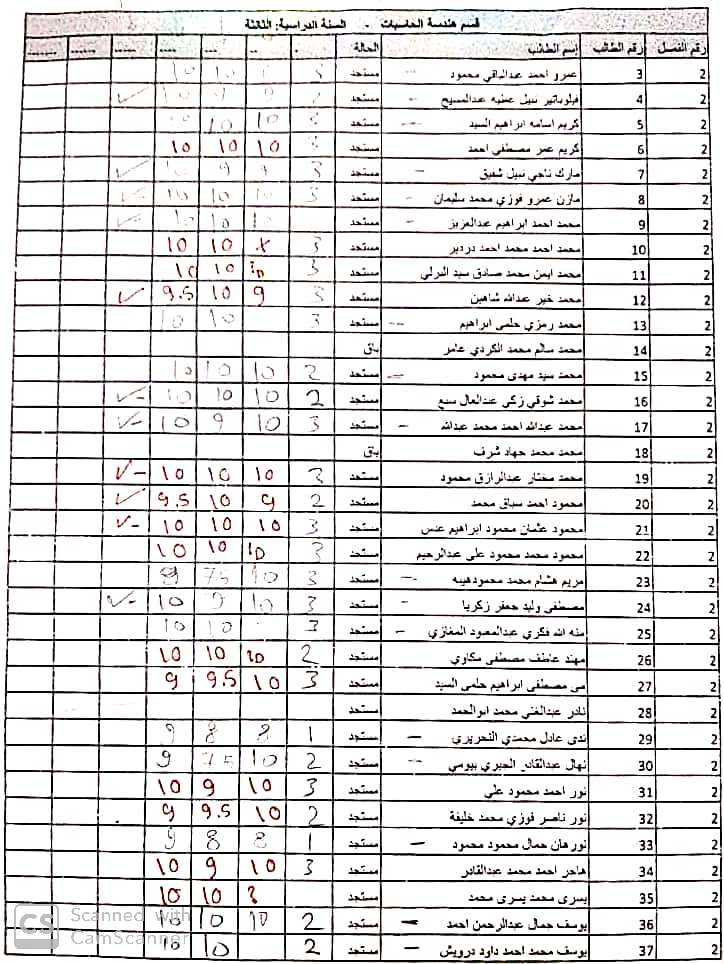 قسم هندسة الحاسبات - السنة الدراسية: الثالثة
رقم الفصل رقم الطالب إسم الطالب الحالة
2 3 عمرو احمد عبدالباقي محمود مستجد 3 10 10
2 4 فيلوباتير نبيل عطيه عبدالمسيح مستجد 9 9 10 ✓
2 5 كريم اسامه ابراهيم السيد مستجد 10 10
2 6 كريم عمر مصطفى احمد مستجد 10 10 10
2 7 مارك ناجي نبيل شفيق مستجد 3 9 ✓
2 8 مازن عمرو فوزي محمد سليمان مستجد 3 10 10 10 ✓
2 9 محمد احمد ابراهيم عبدالعزيز مستجد 10 10 10 ✓
2 10 محمد احمد محمد احمد دردير مستجد 3 10 10
2 11 محمد ايمن محمد صادق سيد البرلي مستجد 3 10 10 10
2 12 محمد خير عبدالله شاهين مستجد 3 9 10 9.5 ✓
2 13 محمد رمزي حلمى ابراهيم مستجد 3 10 10
2 14 محمد سالم محمد الكردي عامر باق
2 15 محمد سيد مهدى محمود مستجد 2 10 10 10
2 16 محمد شوقي زكي عبدالعال سبع مستجد 2 10 10 10 ✓-
2 17 محمد عبدالله احمد محمد عبدالله مستجد 3 10 9 10 ✓-
2 18 محمد محمد جهاد شرف باق
2 19 محمد مختار عبدالرازق محمود مستجد 3 10 10 10 ✓-
2 20 محمود احمد سباق محمد مستجد 2 9 10 9.5 ✓
2 21 محمود عثمان محمود ابراهيم عدس مستجد 3 10 10 10 ✓-
2 22 محمود محمد محمود على عبدالرحيم مستجد 3 10 10 10
2 23 مريم هشام محمد محمودهيبه مستجد 3 10 7.5 9
2 24 مصطفى وليد جعفر زكريا مستجد 3 10 9 10 ✓-
2 25 منه الله فكري عبدالمعبود المغازي مستجد 3 10 10
2 26 مهند عاطف مصطفى مكاوي مستجد 2 10 10 10
2 27 مى مصطفى ابراهيم حلمى السيد مستجد 3 10 9.5 9
2 28 نادر عبدالغني محمد ابوالحمد مستجد
2 29 ندى عادل محمدي النحريري مستجد 1 8 8 9
2 30 نهال عبدالقادر الجيري بيومي مستجد 2 10 7.5 9
2 31 نور احمد محمود علي مستجد 3 10 9 10
2 32 نور ناصر فوزي محمد خليفة مستجد 2 10 9.5 9
2 33 نورهان جمال محمود محمود مستجد 1 8 8 9
2 34 هاجر احمد محمد عبدالقادر مستجد 3 10 9 10
2 35 يسرى محمد يسرى محمد مستجد 10 10
2 36 يوسف جمال عبدالرحمن احمد مستجد 2 10 10 10
2 37 يوسف محمد احمد داود درويش مستجد 2 10 10
CS Scanned with
CamScanner